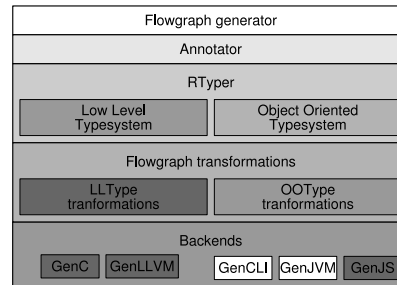 Flowgraph generator
Annotator
RTyper
Low Level
Typesystem
Object Oriented
Typesystem
Flowgraph transformations
LLType
tranformations
OOType
tranformations
Backends
GenC GenLLVM GenCLI GenJVM GenJS